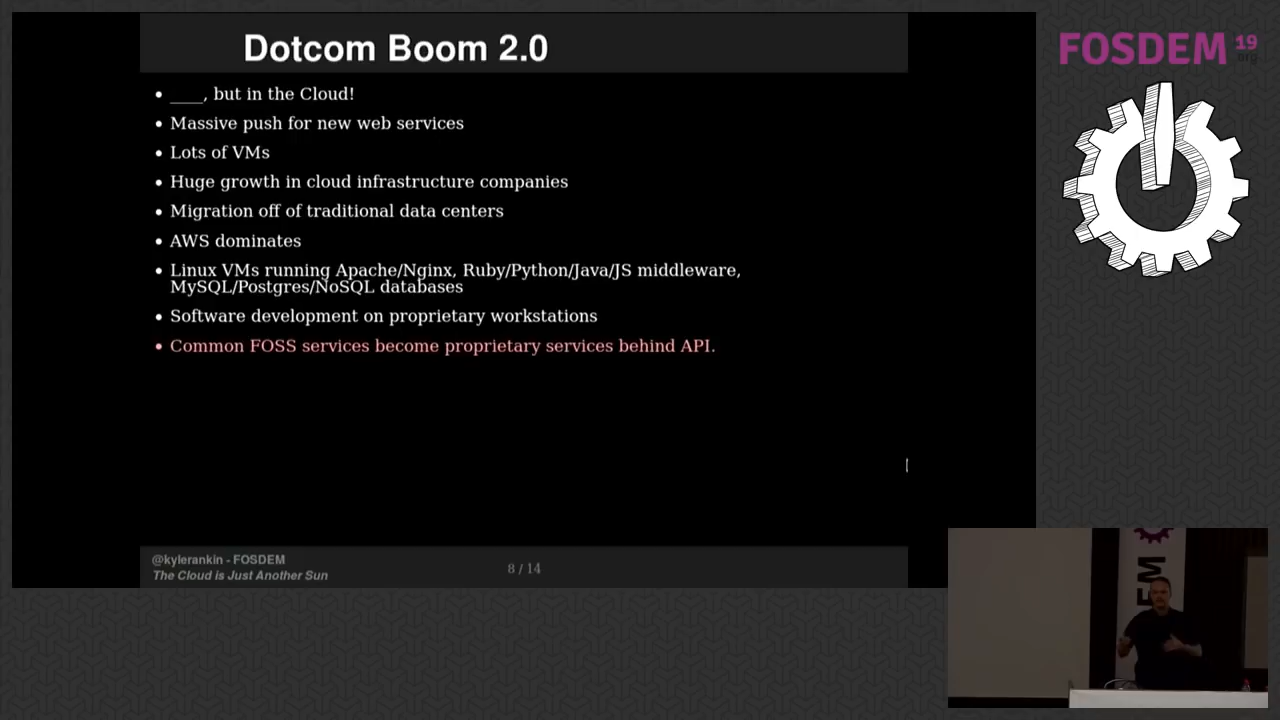 Dotcom Boom 2.0
• ____, but in the Cloud!
• Massive push for new web services
• Lots of VMs
• Huge growth in cloud infrastructure companies
• Migration off of traditional data centers
• AWS dominates
• Linux VMs running Apache/Nginx, Ruby/Python/Java/JS middleware,
MySQL/Postgres/NoSQL databases
• Software development on proprietary workstations
• Common FOSS services become proprietary services behind API.
@kylerankin - FOSDEM
The Cloud is Just Another Sun
8 / 14
FOSDEM 19
.org
EM